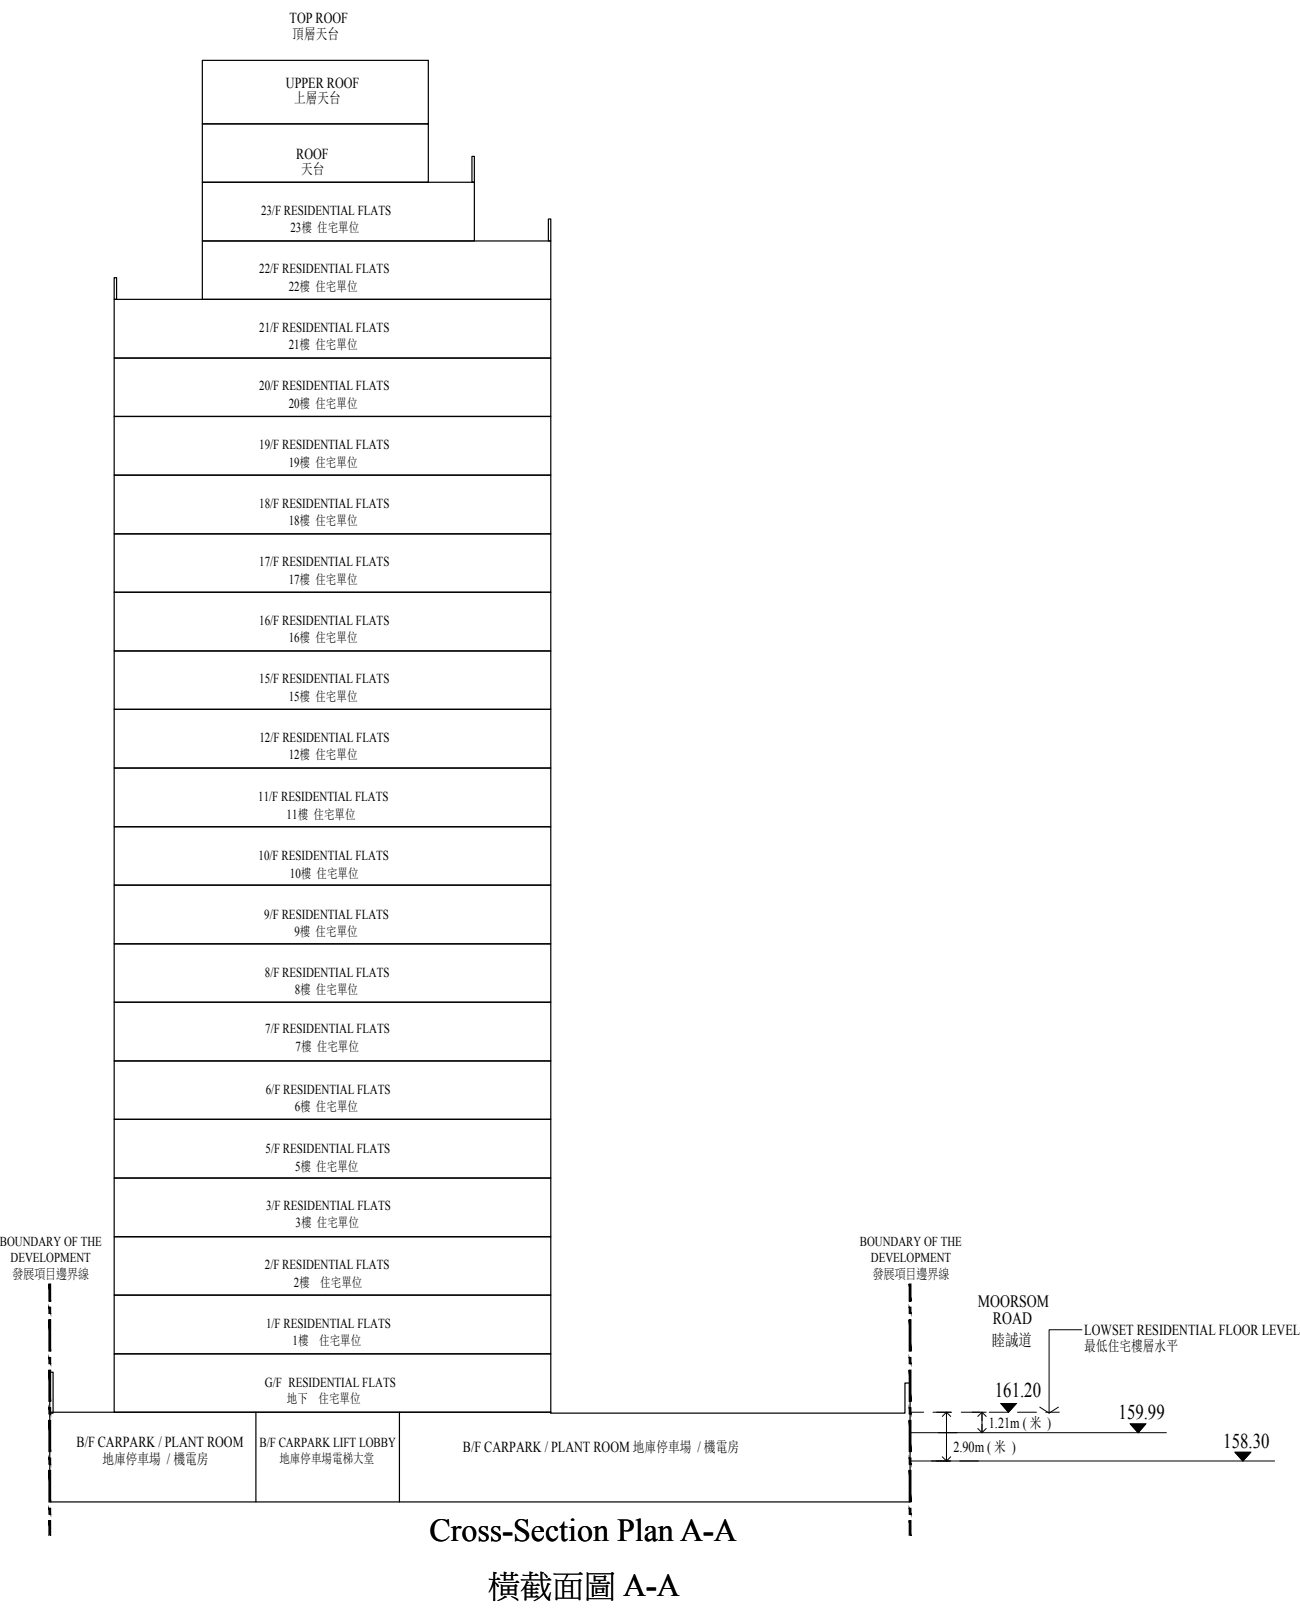 TOP ROOF
頂層天台
UPPER ROOF
上層天台
ROOF
天台
23/F RESIDENTIAL FLATS
23樓 住宅單位
22/F RESIDENTIAL FLATS
22樓 住宅單位
21/F RESIDENTIAL FLATS
21樓 住宅單位
20/F RESIDENTIAL FLATS
20樓 住宅單位
19/F RESIDENTIAL FLATS
19樓 住宅單位
18/F RESIDENTIAL FLATS
18樓 住宅單位
17/F RESIDENTIAL FLATS
17樓 住宅單位
16/F RESIDENTIAL FLATS
16樓 住宅單位
15/F RESIDENTIAL FLATS
15樓 住宅單位
12/F RESIDENTIAL FLATS
12樓 住宅單位
11/F RESIDENTIAL FLATS
11樓 住宅單位
10/F RESIDENTIAL FLATS
10樓 住宅單位
9/F RESIDENTIAL FLATS
9樓 住宅單位
8/F RESIDENTIAL FLATS
8樓 住宅單位
7/F RESIDENTIAL FLATS
7樓 住宅單位
6/F RESIDENTIAL FLATS
6樓 住宅單位
5/F RESIDENTIAL FLATS
5樓 住宅單位
3/F RESIDENTIAL FLATS
3樓 住宅單位
2/F RESIDENTIAL FLATS
2樓 住宅單位
1/F RESIDENTIAL FLATS
1樓 住宅單位
G/F RESIDENTIAL FLATS
地下 住宅單位
BOUNDARY OF THE
DEVELOPMENT
發展項目邊界線
BOUNDARY OF THE
DEVELOPMENT
發展項目邊界線
MOORSOM
ROAD
睦誠道
LOWSET RESIDENTIAL FLOOR LEVEL
最低住宅樓層水平
161.20
159.99
158.30
1.21m ( 米 )
2.90m ( 米 )
B/F CARPARK / PLANT ROOM
地庫停車場 / 機電房
B/F CARPARK LIFT LOBBY
地庫停車場電梯大堂
B/F CARPARK / PLANT ROOM 地庫停車場 / 機電房
Cross-Section Plan A-A
橫截面圖 A-A